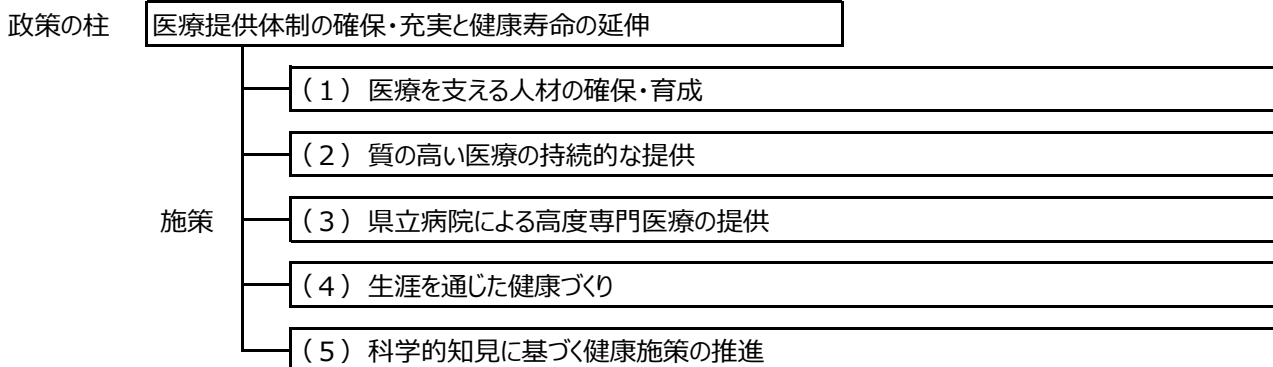 政策の柱 医療提供体制の確保・充実と健康寿命の延伸
（１）医療を支える人材の確保・育成
（２）質の高い医療の持続的な提供
施策 （３）県立病院による高度専門医療の提供
（４）生涯を通じた健康づくり
（５）科学的知見に基づく健康施策の推進